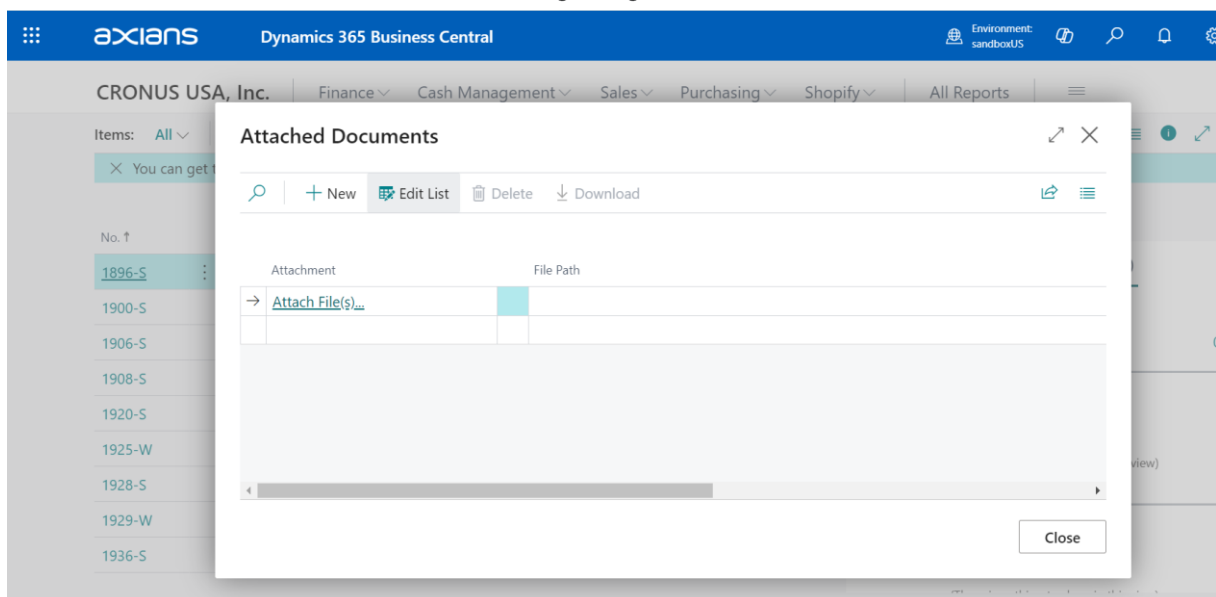 axians Dynamics 365 Business Central Environment: sandboxUS
CRONUS USA, Inc. Finance Cash Management Sales Purchasing Shopify All Reports
Items: All
Attached Documents
You can get
New Edit List Delete Download
No. ↑
Attachment File Path
1896-S
Attach File(s)...
1900-S
1906-S
1908-S
1920-S
1925-W
view)
1928-S
1929-W
Close
1936-S